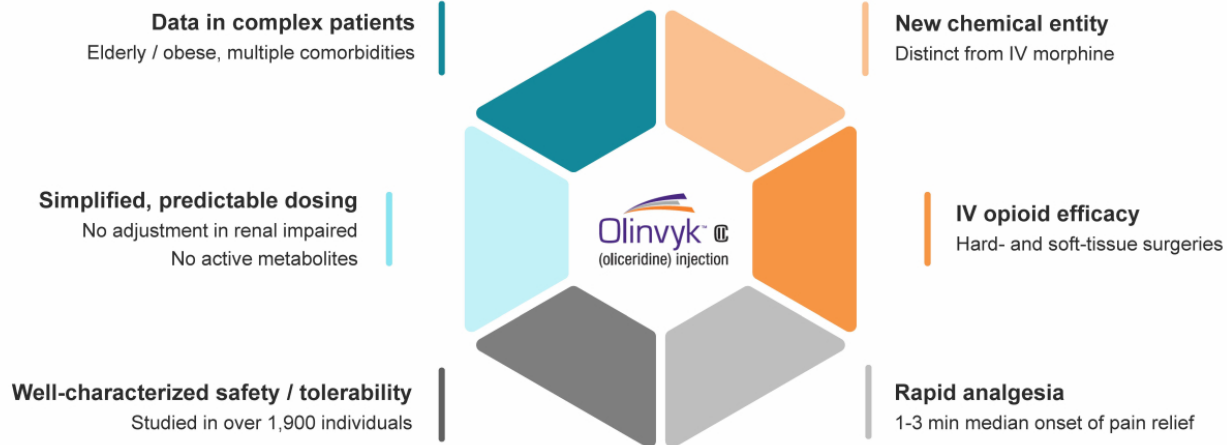 Data in complex patients
Elderly / obese, multiple comorbidities
New chemical entity
Distinct from IV morphine
Simplified, predictable dosing
No adjustment in renal impaired
No active metabolites
Olinvyk™ CII
(oliceridine) injection
IV opioid efficacy
Hard- and soft-tissue surgeries
Well-characterized safety / tolerability
Studied in over 1,900 individuals
Rapid analgesia
1-3 min median onset of pain relief